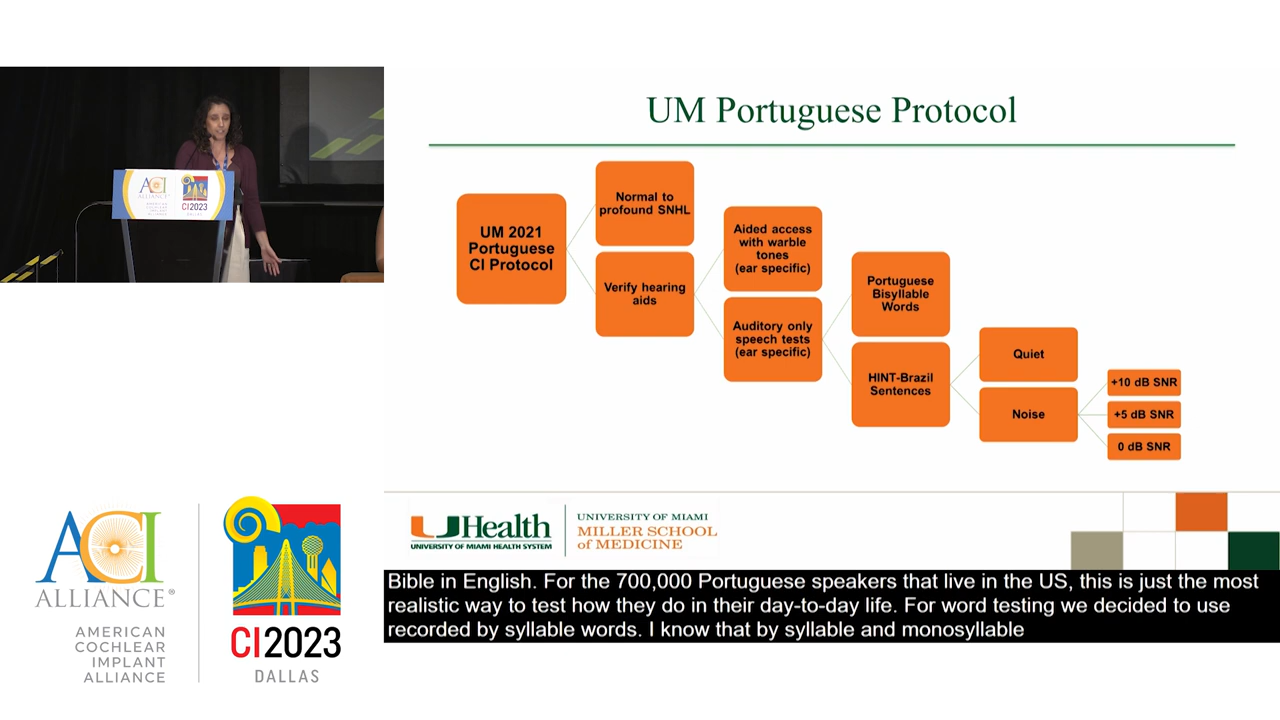 UM Portuguese Protocol
UM 2021
Portuguese
CI Protocol
Normal to
profound SNHL
Verify hearing
aids
Aided access
with warble
tones
(ear specific)
Auditory only
speech tests
(ear specific)
Portuguese
Bisyllable
Words
HINT-Brazil
Sentences
Quiet
Noise
+10 dB SNR
+5 dB SNR
0 dB SNR
ACI
ALLIANCE
CI2023
DALLAS
ACI
ALLIANCE®
AMERICAN
COCHLEAR
IMPLANT
ALLIANCE
CI2023
DALLAS
UHealth
UNIVERSITY OF MIAMI HEALTH SYSTEM
UNIVERSITY OF MIAMI
MILLER SCHOOL
of MEDICINE
Bible in English. For the 700,000 Portuguese speakers that live in the US, this is just the most
realistic way to test how they do in their day-to-day life. For word testing we decided to use
recorded by syllable words. I know that by syllable and monosyllable